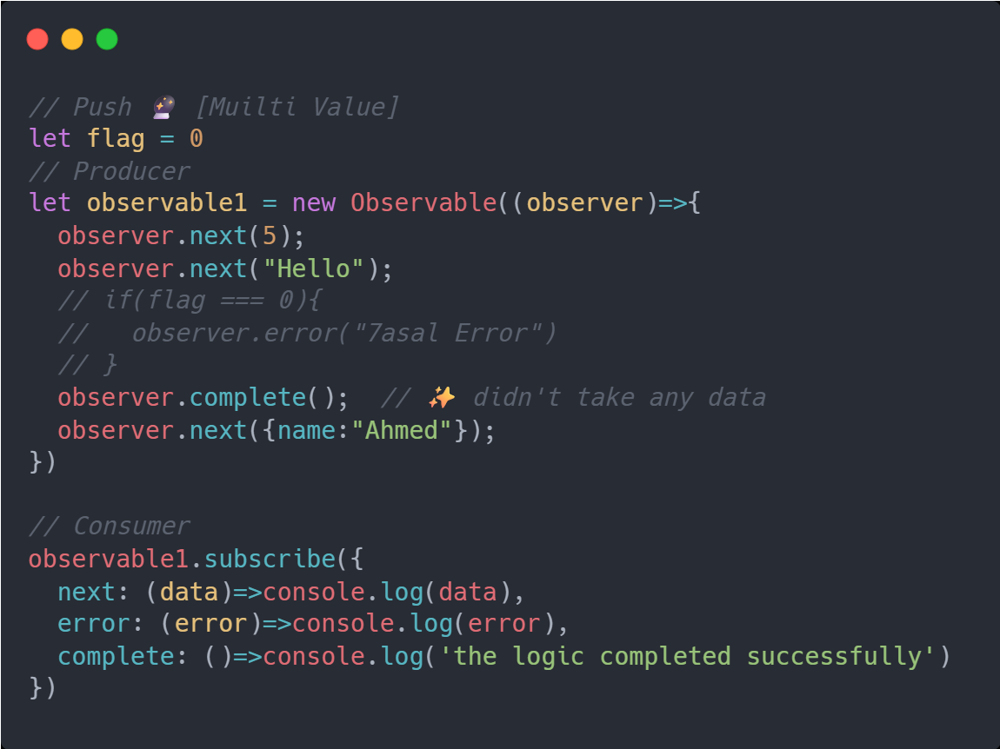 // Push 🔮 [Muilti Value]
let flag = 0
// Producer
let observable1 = new Observable((observer)=>{
  observer.next(5);
  observer.next("Hello");
  // if(flag === 0){
  //   observer.error("7asal Error")
  // }
  observer.complete();  // ✨ didn't take any data
  observer.next({name:"Ahmed"});
})

// Consumer
observable1.subscribe({
  next: (data)=>console.log(data),
  error: (error)=>console.log(error),
  complete: ()=>console.log('the logic completed successfully')
})